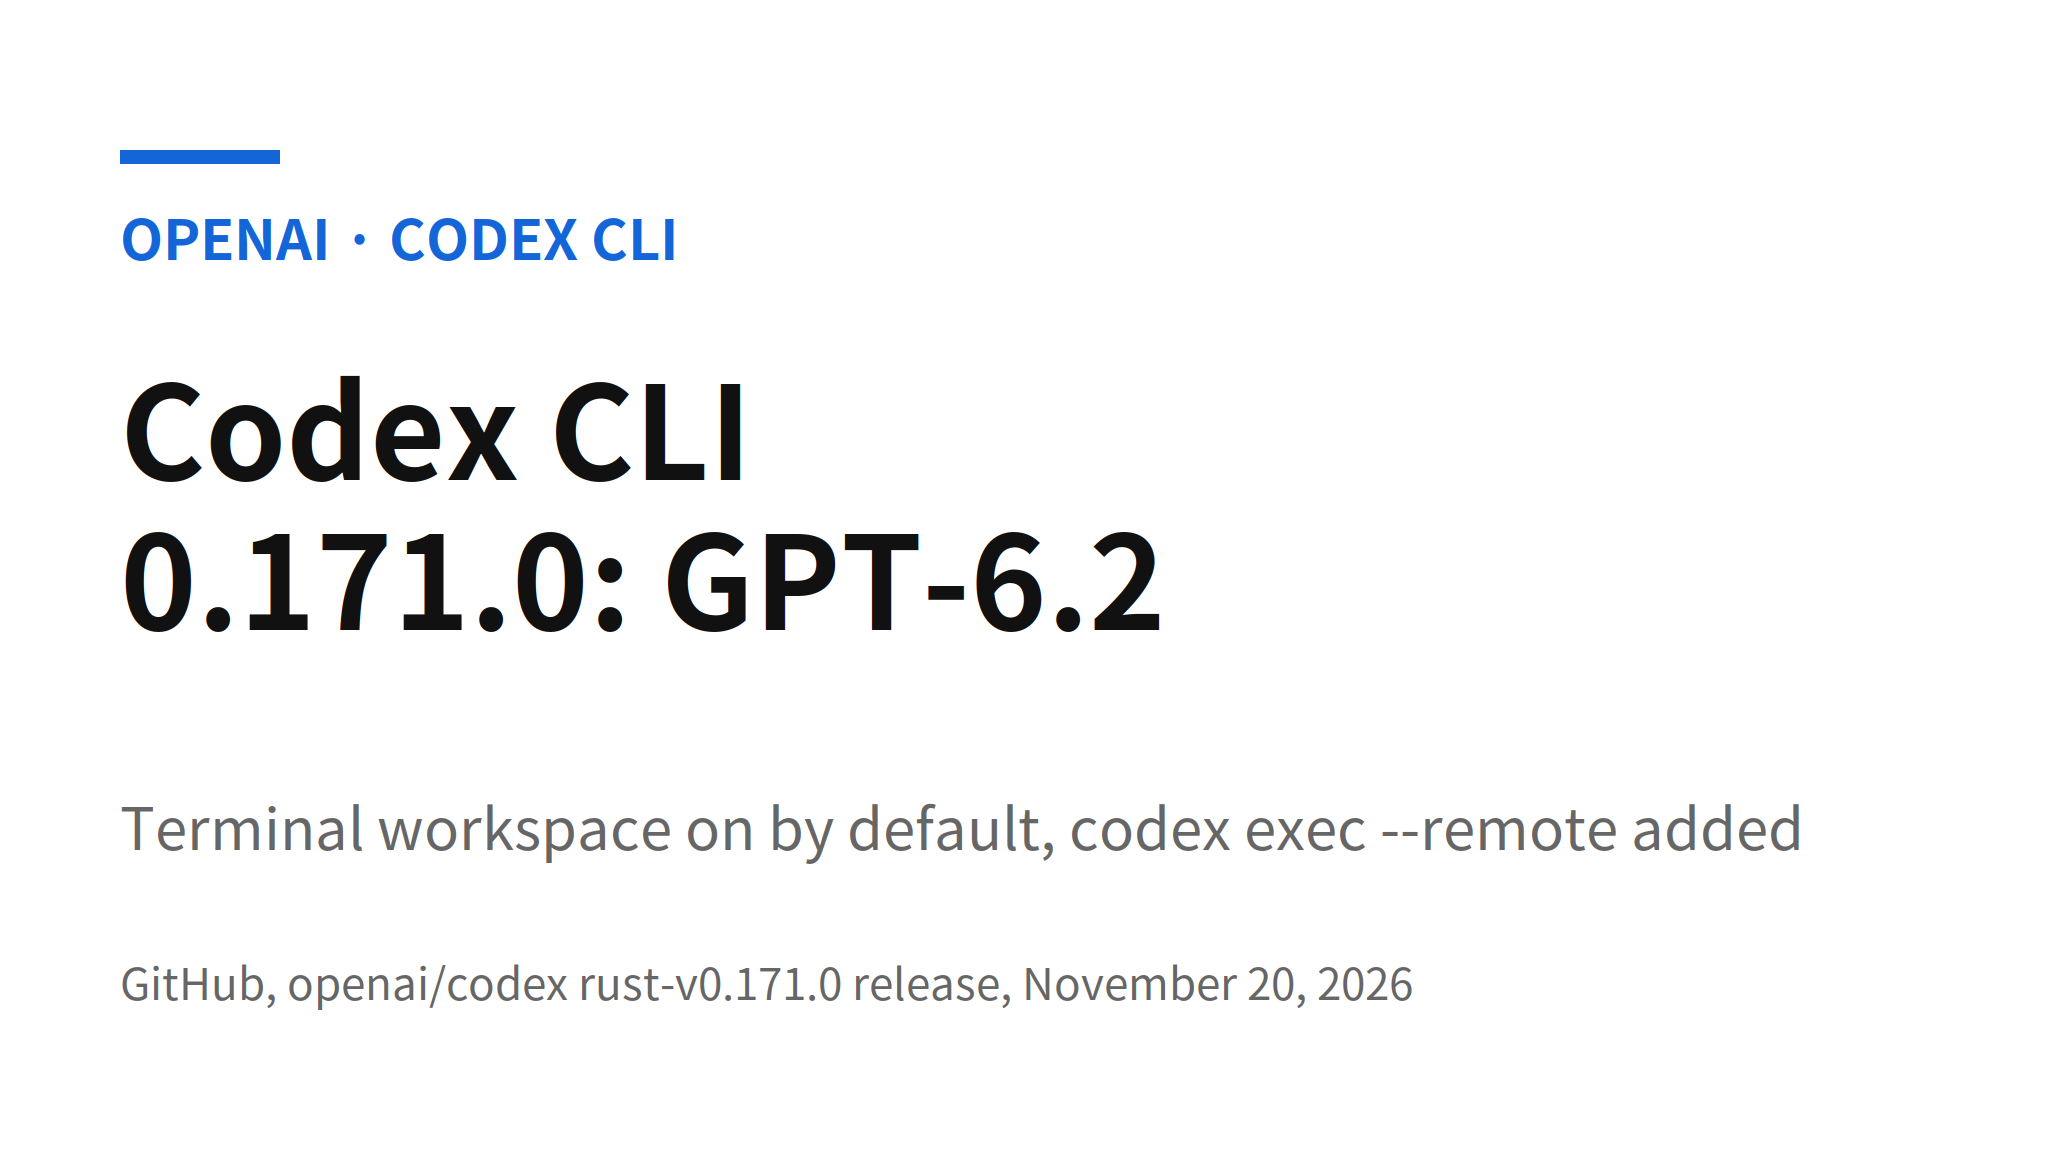 OPENAI · CODEX CLI
Codex CLI
0.171.0: GPT-6.2
Terminal workspace on by default, codex exec --remote added
GitHub, openai/codex rust-v0.171.0 release, November 20, 2026